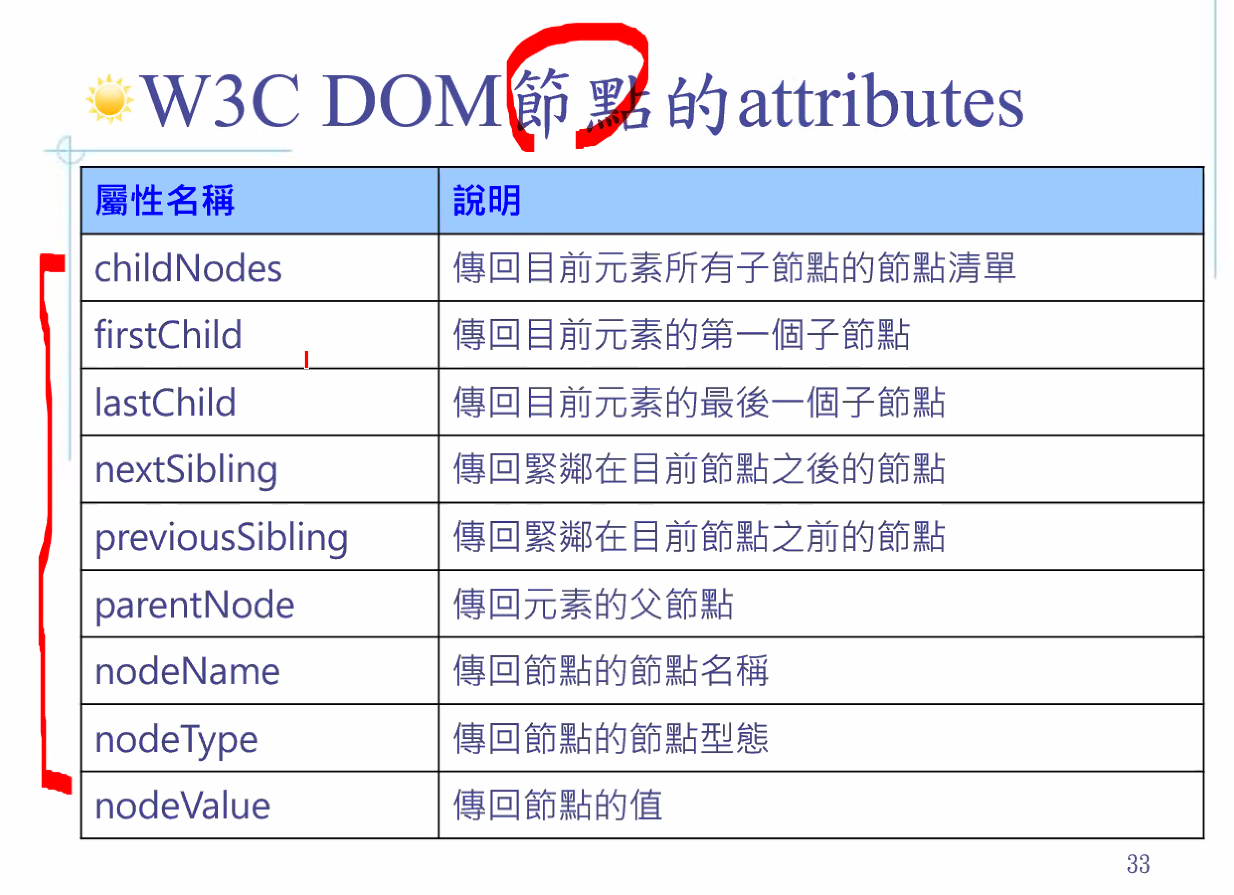 W3C DOM節點的attributes
屬性名稱 說明
childNodes 傳回目前元素所有子節點的節點清單
firstChild 傳回目前元素的第一個子節點
lastChild 傳回目前元素的最後一個子節點
nextSibling 傳回緊鄰在目前節點之後的節點
previousSibling 傳回緊鄰在目前節點之前的節點
parentNode 傳回元素的父節點
nodeName 傳回節點的節點名稱
nodeType 傳回節點的節點型態
nodeValue 傳回節點的值
33